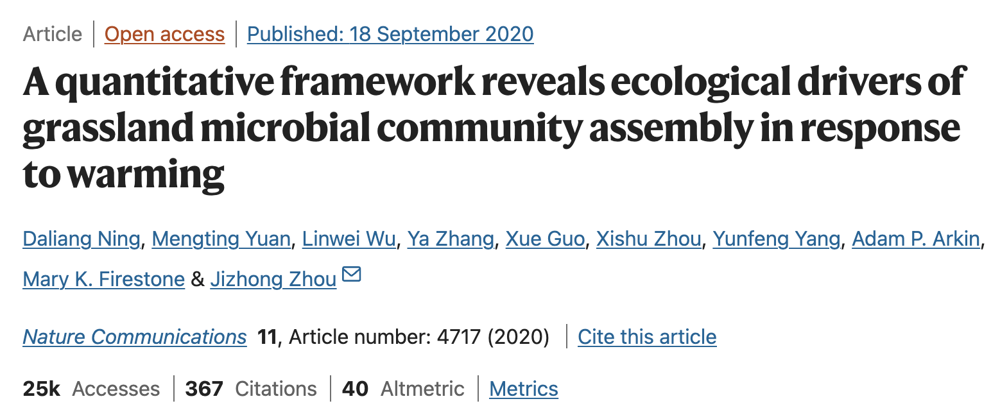 Article | Open access | Published: 18 September 2020
A quantitative framework reveals ecological drivers of
grassland microbial community assembly in response
to warming
Daliang Ning, Mengting Yuan, Linwei Wu, Ya Zhang, Xue Guo, Xishu Zhou, Yunfeng Yang, Adam P. Arkin,
Mary K. Firestone & Jizhong Zhou
Nature Communications 11, Article number: 4717 (2020) | Cite this article
25k Accesses | 367 Citations | 40 Altmetric | Metrics